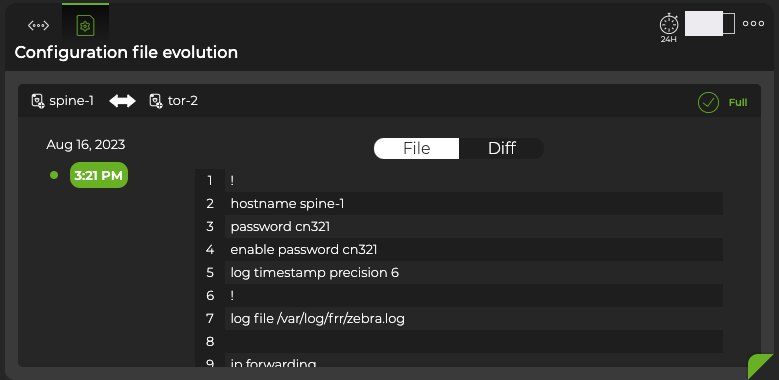 24H
Configuration file evolution
spine-1 tor-2 Full
Aug 16, 2023
File Diff
3:21 PM
1 !
2 hostname spine-1
3 password cn321
4 enable password cn321
5 log timestamp precision 6
6 !
7 log file /var/log/frr/zebra.log
8
9 ip forwarding